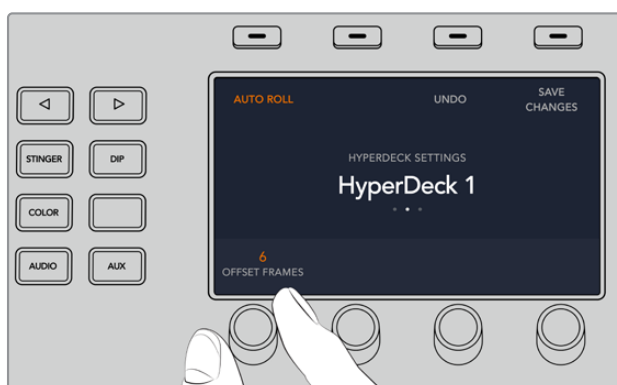 AUTO ROLL
UNDO
SAVE
CHANGES
STINGER
DIP
HYPERDECK SETTINGS
HyperDeck 1
COLOR
AUDIO
AUX
6
OFFSET FRAMES